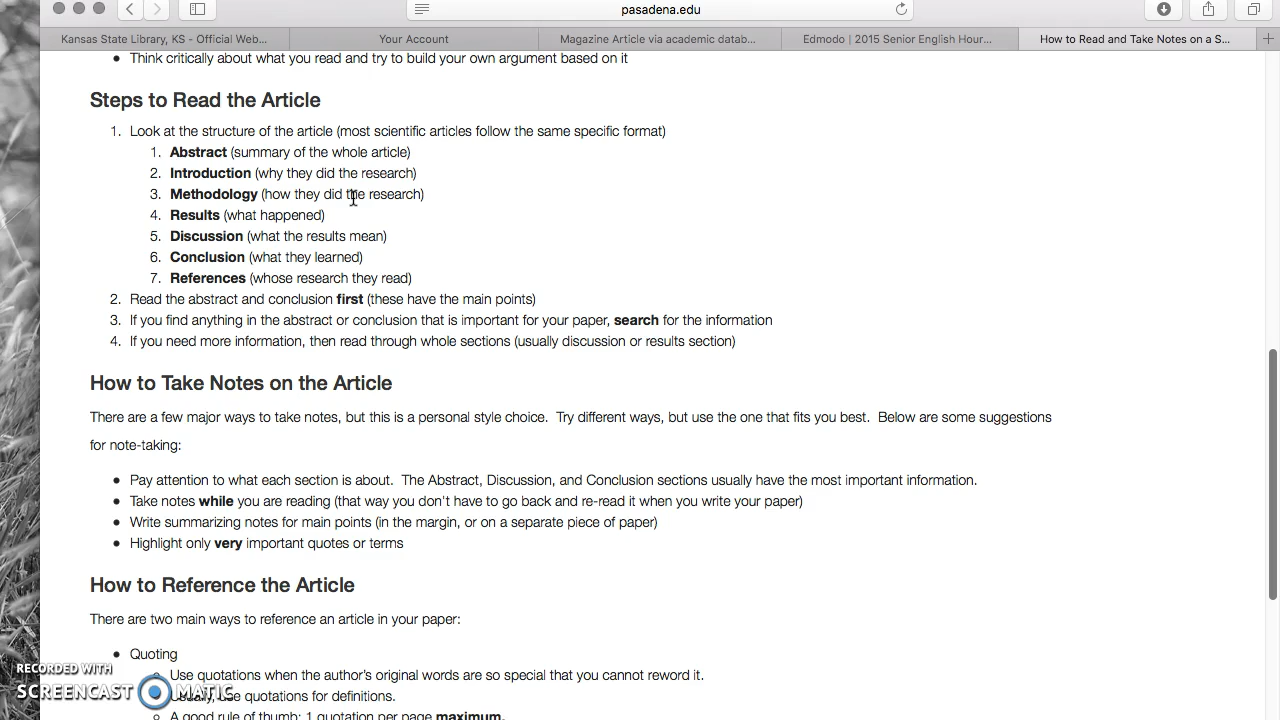 pasadena.edu
Kansas State Library, KS - Official Web...
Your Account
Magazine Article via academic datab...
Edmodo | 2015 Senior English Hour...
How to Read and Take Notes on a S...
• Think critically about what you read and try to build your own argument based on it
Steps to Read the Article
1. Look at the structure of the article (most scientific articles follow the same specific format)
1. Abstract (summary of the whole article)
2. Introduction (why they did the research)
3. Methodology (how they did the research)
4. Results (what happened)
5. Discussion (what the results mean)
6. Conclusion (what they learned)
7. References (whose research they read)
2. Read the abstract and conclusion first (these have the main points)
3. If you find anything in the abstract or conclusion that is important for your paper, search for the information
4. If you need more information, then read through whole sections (usually discussion or results section)
How to Take Notes on the Article
There are a few major ways to take notes, but this is a personal style choice. Try different ways, but use the one that fits you best. Below are some suggestions
for note-taking:
• Pay attention to what each section is about. The Abstract, Discussion, and Conclusion sections usually have the most important information.
• Take notes while you are reading (that way you don't have to go back and re-read it when you write your paper)
• Write summarizing notes for main points (in the margin, or on a separate piece of paper)
• Highlight only very important quotes or terms
How to Reference the Article
There are two main ways to reference an article in your paper:
• Quoting
Use quotations when the author's original words are so special that you cannot reword it.
Usually, use quotations for definitions.
A good rule of thumb: 1 quotation per page maximum.
RECORDED WITH
SCREENCAST MATIC